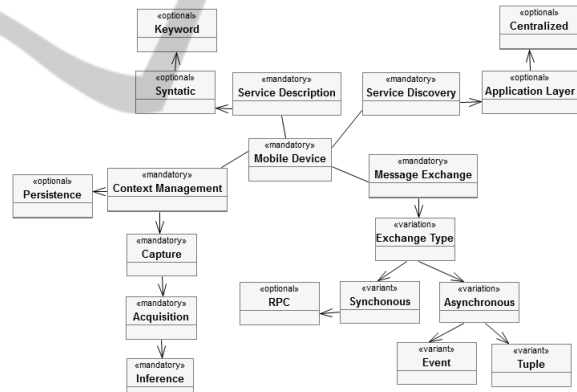 «optional»
Keyword
«optional»
Centralized
«optional»
Syntatic
«mandatory»
Service Description
«mandatory»
Service Discovery
«optional»
Application Layer
«mandatory»
Mobile Device
«optional»
Persistence
«mandatory»
Context Management
«mandatory»
Message Exchange
«mandatory»
Capture
«variation»
Exchange Type
«mandatory»
Acquisition
«optional»
RPC
«variant»
Synchonous
«variation»
Asynchronous
«mandatory»
Inference
«variant»
Event
«variant»
Tuple